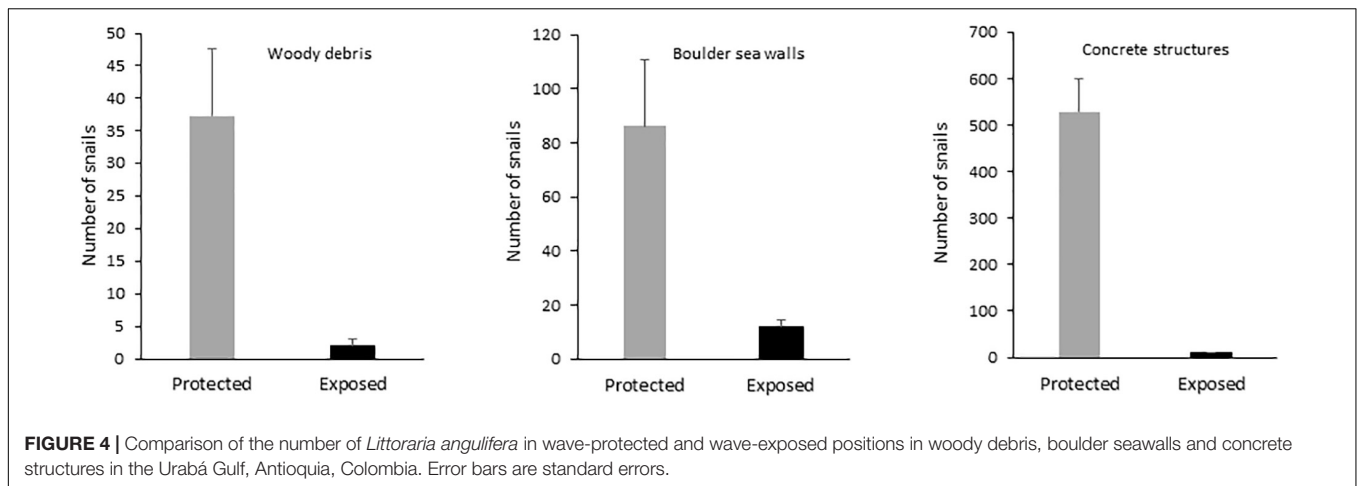 Woody debris
Number of snails
50
45
40
35
30
25
20
15
10
5
0
Protected
Exposed
Boulder sea walls
Number of snails
120
100
80
60
40
20
0
Protected
Exposed
Concrete structures
Number of snails
700
600
500
400
300
200
100
0
Protected
Exposed
FIGURE 4 | Comparison of the number of Littoraria angulifera in wave-protected and wave-exposed positions in woody debris, boulder seawalls and concrete
structures in the Urabá Gulf, Antioquia, Colombia. Error bars are standard errors.